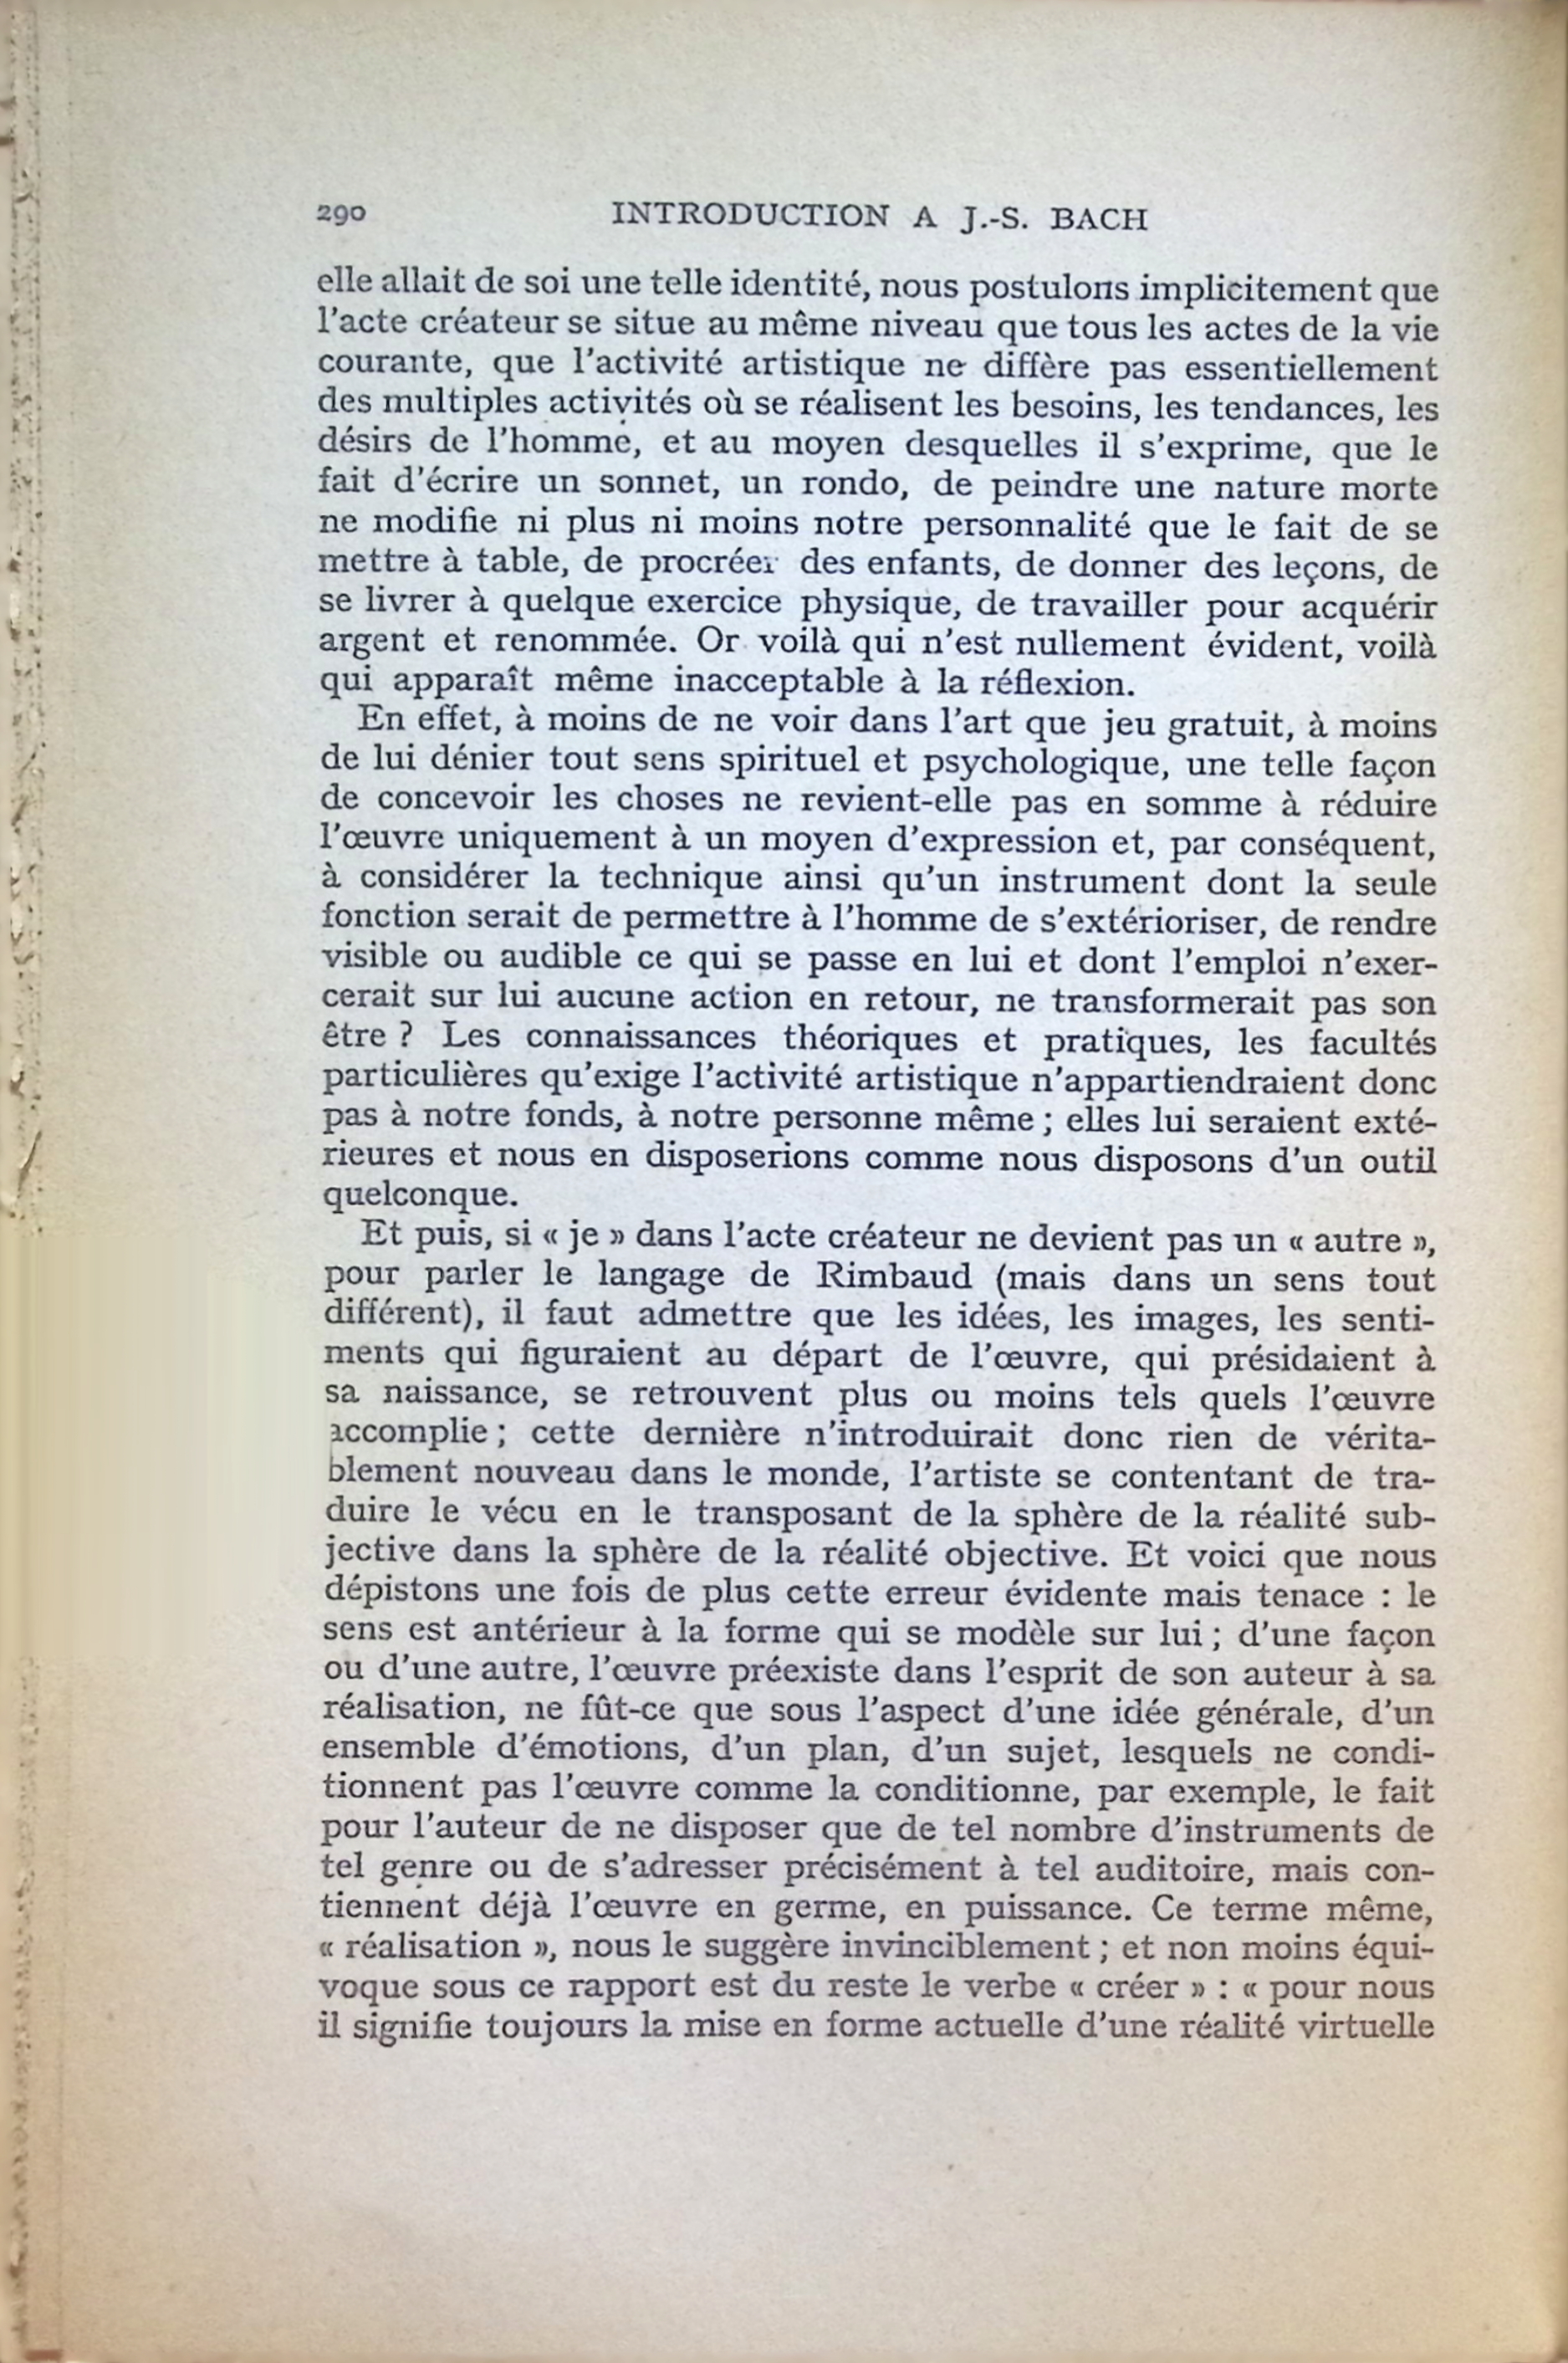 290 INTRODUCTION A J.-S. BACH
elle allait de soi une telle identité, nous postulons implicitement que
l'acte créateur se situe au même niveau que tous les actes de la vie
courante, que l'activité artistique ne diffère pas essentiellement
des multiples activités où se réalisent les besoins, les tendances, les
désirs de l'homme, et au moyen desquelles il s'exprime, que le
fait d'écrire un sonnet, un rondo, de peindre une nature morte
ne modifie ni plus ni moins notre personnalité que le fait de se
mettre à table, de procréer des enfants, de donner des leçons, de
se livrer à quelque exercice physique, de travailler pour acquérir
argent et renommée. Or voilà qui n'est nullement évident, voilà
qui apparaît même inacceptable à la réflexion.
En effet, à moins de ne voir dans l'art que jeu gratuit, à moins
de lui dénier tout sens spirituel et psychologique, une telle façon
de concevoir les choses ne revient-elle pas en somme à réduire
l'œuvre uniquement à un moyen d'expression et, par conséquent,
à considérer la technique ainsi qu'un instrument dont la seule
fonction serait de permettre à l'homme de s'extérioriser, de rendre
visible ou audible ce qui se passe en lui et dont l'emploi n'exer-
cerait sur lui aucune action en retour, ne transformerait pas son
être ? Les connaissances théoriques et pratiques, les facultés
particulières qu'exige l'activité artistique n'appartiendraient donc
pas à notre fonds, à notre personne même ; elles lui seraient exté-
rieures et nous en disposerions comme nous disposons d'un outil
quelconque.
Et puis, si « je » dans l'acte créateur ne devient pas un « autre »,
pour parler le langage de Rimbaud (mais dans un sens tout
différent), il faut admettre que les idées, les images, les senti-
ments qui figuraient au départ de l'œuvre, qui présidaient à
sa naissance, se retrouvent plus ou moins tels quels l'œuvre
accomplie ; cette dernière n'introduirait donc rien de vérita-
blement nouveau dans le monde, l'artiste se contentant de tra-
duire le vécu en le transposant de la sphère de la réalité sub-
jective dans la sphère de la réalité objective. Et voici que nous
dépistons une fois de plus cette erreur évidente mais tenace : le
sens est antérieur à la forme qui se modèle sur lui ; d'une façon
ou d'une autre, l'œuvre préexiste dans l'esprit de son auteur à sa
réalisation, ne fût-ce que sous l'aspect d'une idée générale, d'un
ensemble d'émotions, d'un plan, d'un sujet, lesquels ne condi-
tionnent pas l'œuvre comme la conditionne, par exemple, le fait
pour l'auteur de ne disposer que de tel nombre d'instruments de
tel genre ou de s'adresser précisément à tel auditoire, mais con-
tiennent déjà l'œuvre en germe, en puissance. Ce terme même,
« réalisation », nous le suggère invinciblement ; et non moins équi-
voque sous ce rapport est du reste le verbe « créer » : « pour nous
il signifie toujours la mise en forme actuelle d'une réalité virtuelle